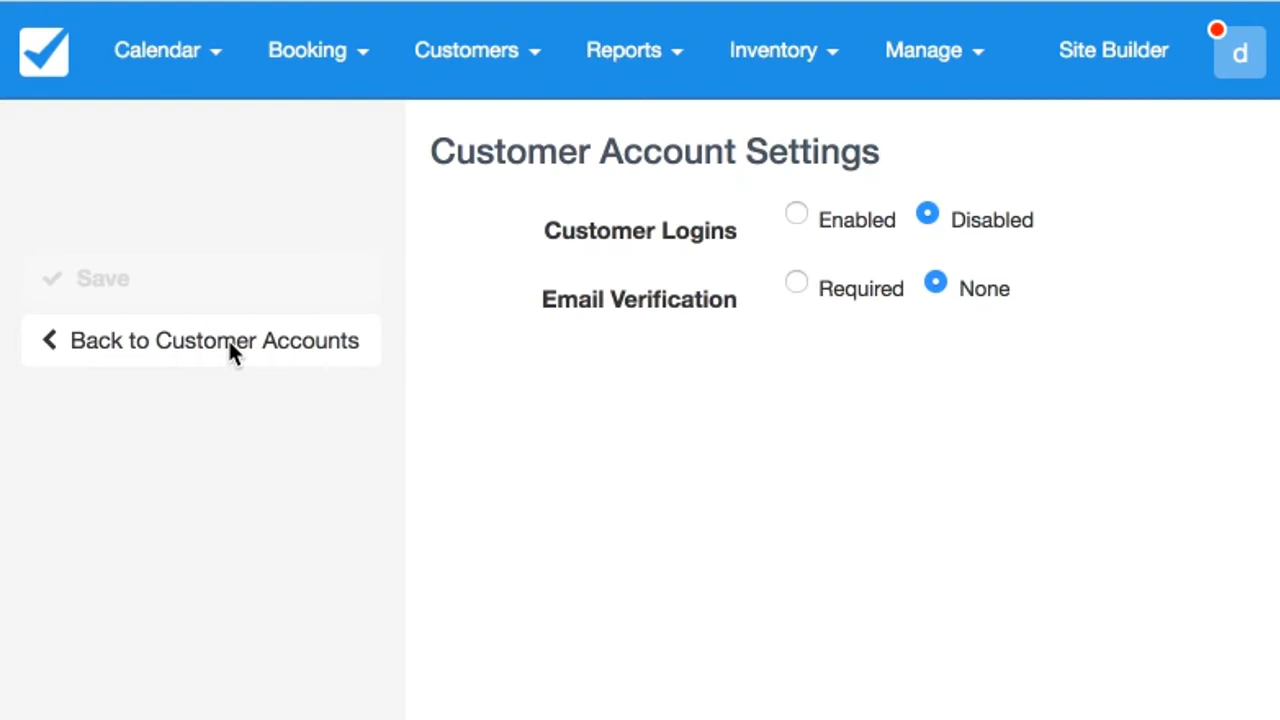 Calendar Booking Customers Reports Inventory Manage Site Builder d
Customer Account Settings
Customer Logins Enabled Disabled
Email Verification Required None
Save
Back to Customer Accounts